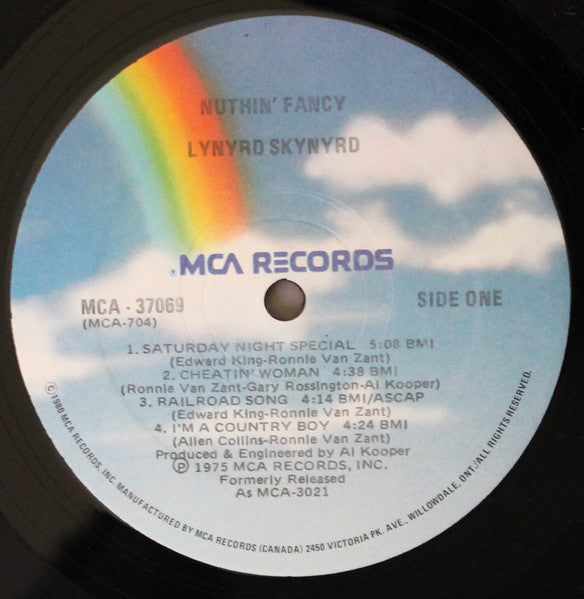 NUTHIN' FANCY
LYNYRD SKYNYRD
MCA RECORDS
MCA - 37069
(MCA-704)
SIDE ONE
1. SATURDAY NIGHT SPECIAL 5:08 BMI
(Edward King-Ronnie Van Zant)
2. CHEATIN' WOMAN 4:38 BMI
(Ronnie Van Zant-Gary Rossington-Al Kooper)
3. RAILROAD SONG 4:14 BMI/ASCAP
(Edward King-Ronnie Van Zant)
4. I'M A COUNTRY BOY 4:24 BMI
(Allen Collins-Ronnie Van Zant)
Produced & Engineered by Al Kooper
Ⓟ 1975 MCA RECORDS, INC.
Formerly Released
As MCA-3021
© 1980 MCA RECORDS, INC. MANUFACTURED BY MCA RECORDS (CANADA) 2450 VICTORIA PK. AVE., WILLOWDALE, ONT./ALL RIGHTS RESERVED.